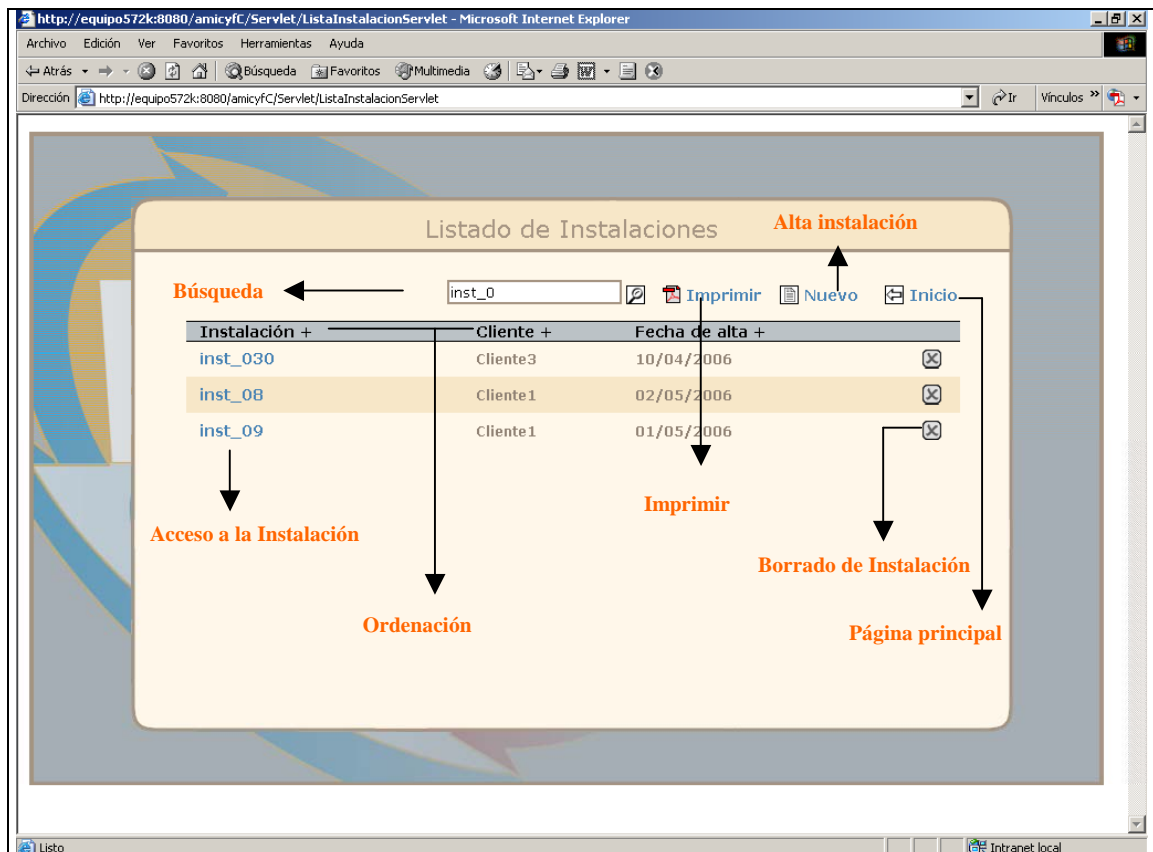 http://equipo572k:8080/amicyfC/Servlet/ListaInstalacionServlet - Microsoft Internet Explorer
Archivo Edición Ver Favoritos Herramientas Ayuda
Atrás Búsqueda Favoritos Multimedia
Dirección http://equipo572k:8080/amicyfC/Servlet/ListaInstalacionServlet Ir Vínculos »
Listado de Instalaciones Alta instalación
Búsqueda inst_0 Imprimir Nuevo Inicio
Instalación + Cliente + Fecha de alta +
inst_030 Cliente3 10/04/2006
inst_08 Cliente1 02/05/2006
inst_09 Cliente1 01/05/2006
Imprimir
Acceso a la Instalación
Borrado de Instalación
Ordenación
Página principal
Listo Intranet local